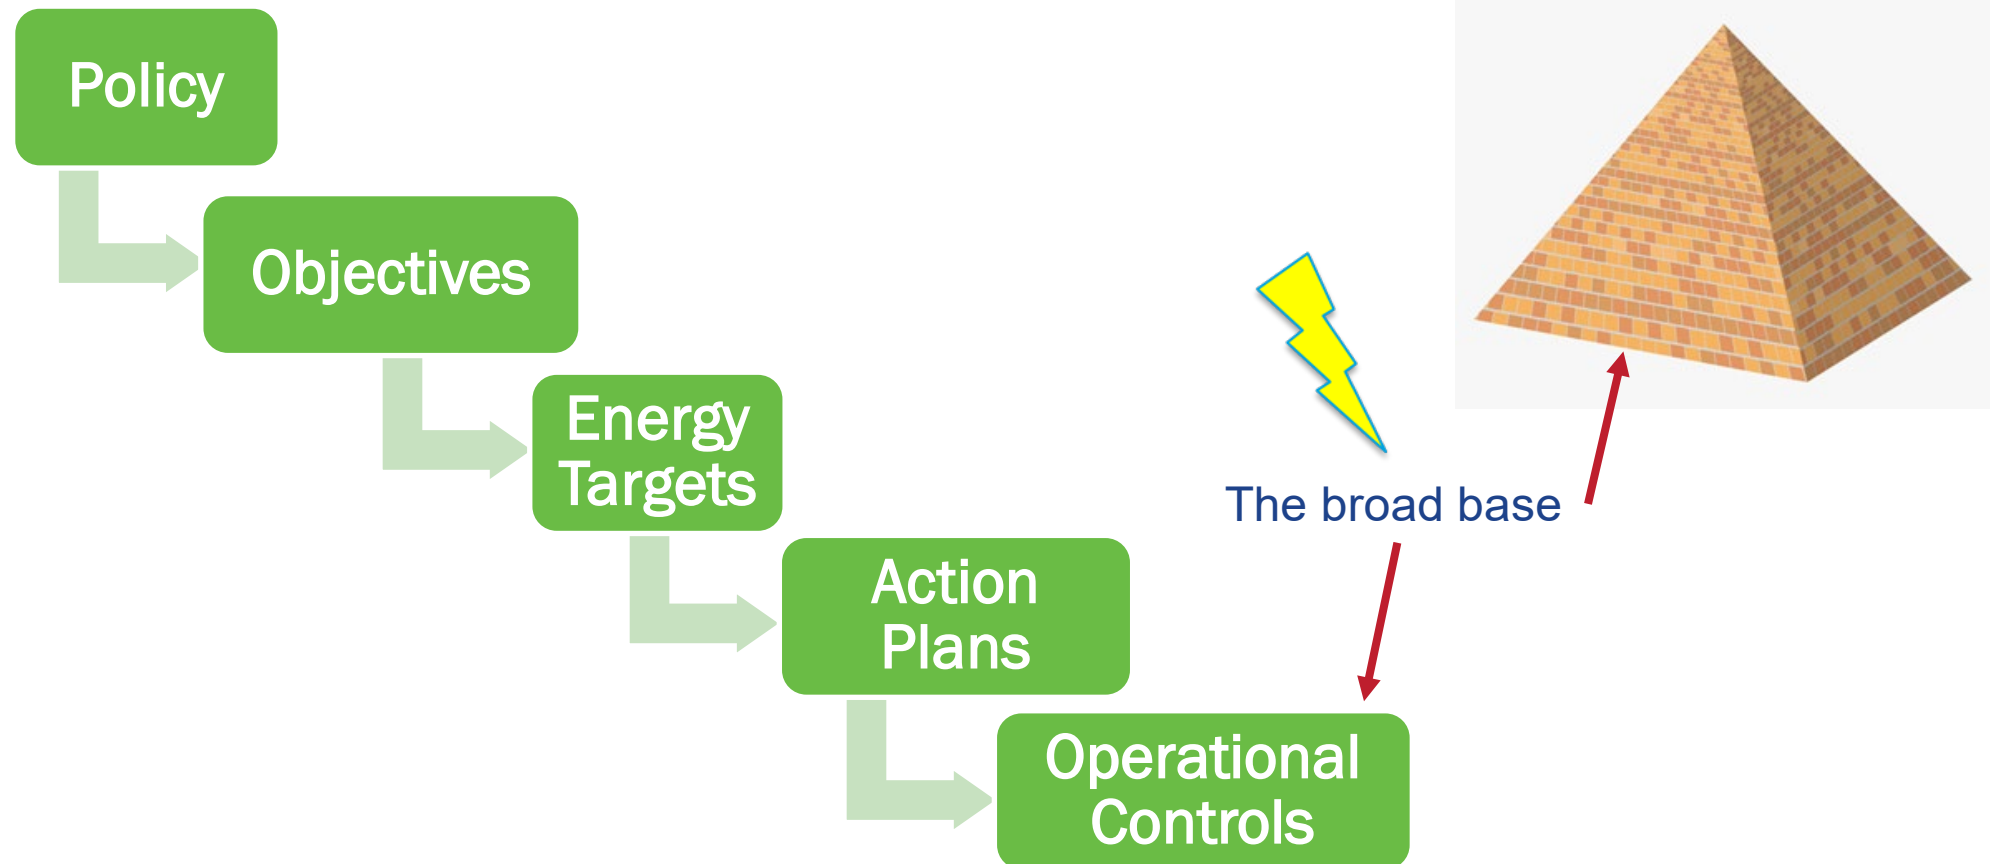 Policy
Objectives
Energy
Targets
The broad base
Action
Plans
Operational
Controls